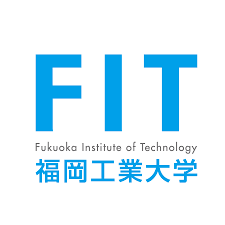 FIT
Fukuoka Institute of Technology
福岡工業大学